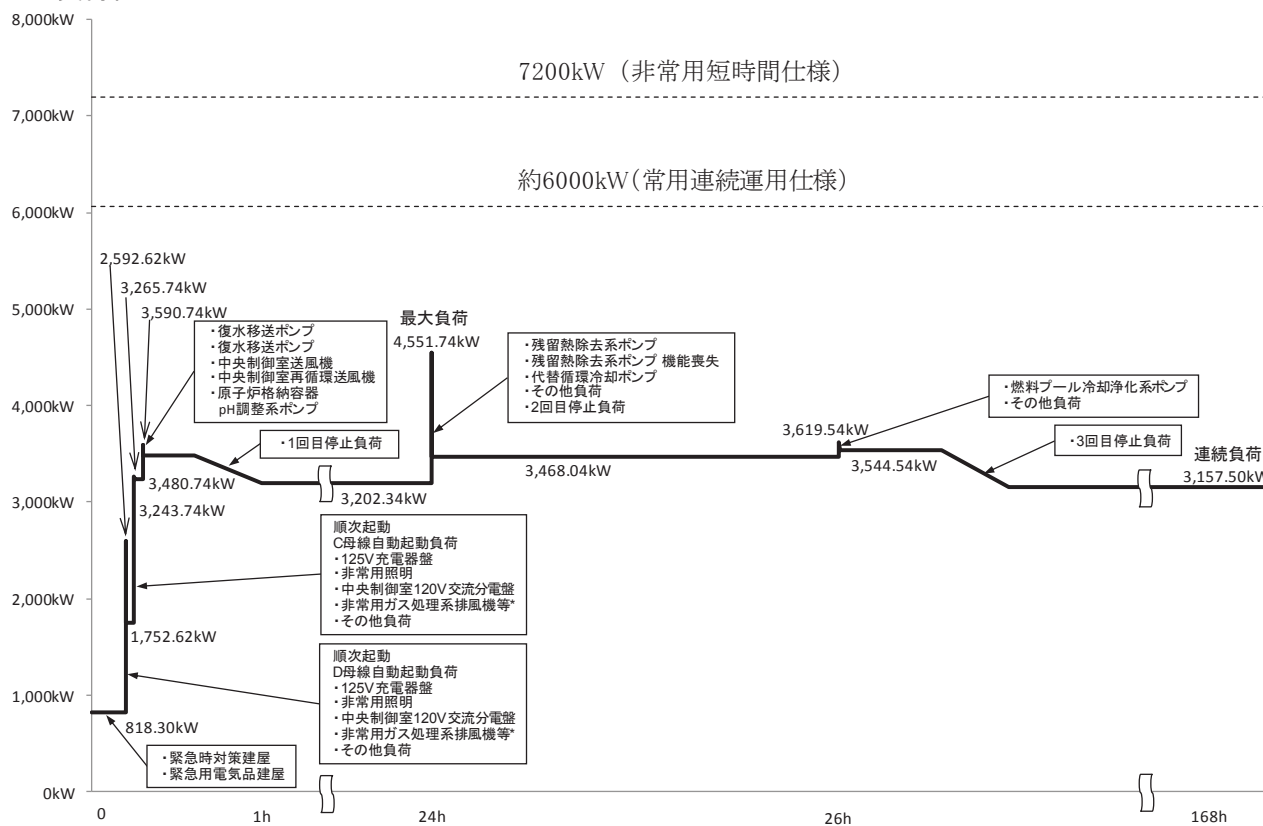 8,000kW
7200kW（非常用短時間仕様）
7,000kW
約6000kW（常用連続運用仕様）
6,000kW
2,592.62kW
3,265.74kW
3,590.74kW
5,000kW
最大負荷
4,551.74kW
・復水移送ポンプ
・復水移送ポンプ
・中央制御室送風機
・中央制御室再循環送風機
・原子炉格納容器
pH調整系ポンプ
・残留熱除去系ポンプ
・残留熱除去系ポンプ 機能喪失
・代替循環冷却ポンプ
・その他負荷
・2回目停止負荷
・燃料プール冷却浄化系ポンプ
・その他負荷
4,000kW
・1回目停止負荷
3,619.54kW
・3回目停止負荷
連続負荷
3,480.74kW
3,468.04kW
3,544.54kW
3,157.50kW
3,243.74kW
3,202.34kW
3,000kW
順次起動
C母線自動起動負荷
・125V充電器盤
・非常用照明
・中央制御室120V交流分電盤
・非常用ガス処理系排風機等*
・その他負荷
2,000kW
1,752.62kW
順次起動
D母線自動起動負荷
・125V充電器盤
・非常用照明
・中央制御室120V交流分電盤
・非常用ガス処理系排風機等*
・その他負荷
1,000kW
818.30kW
・緊急時対策建屋
・緊急用電気品建屋
0kW
0
1h
24h
26h
168h